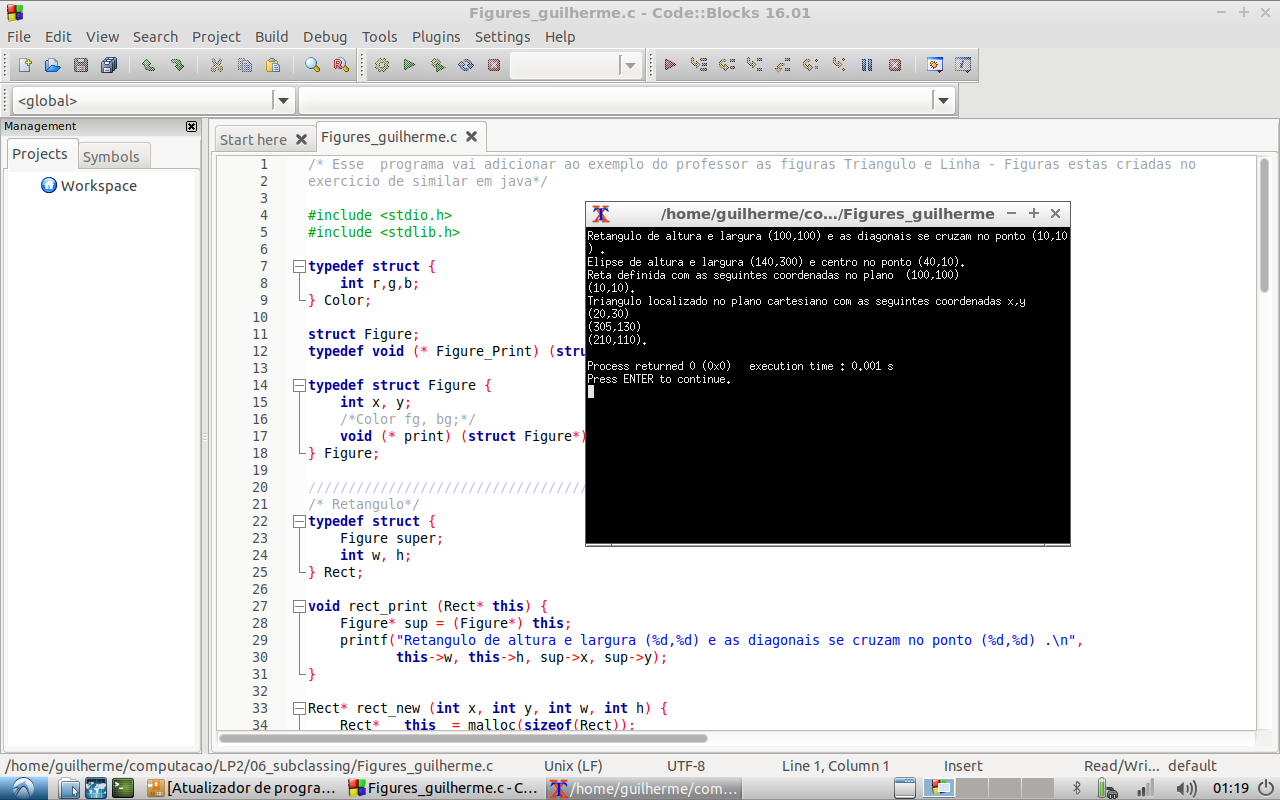 Figures_guilherme.c - Code::Blocks 16.01
File Edit View Search Project Build Debug Tools Plugins Settings Help
<global>
Management
Projects Symbols
Workspace
Start here Figures_guilherme.c
1 /* Esse  programa vai adicionar ao exemplo do professor as figuras Triangulo e Linha - Figuras estas criadas no
2 exercicio de similar em java*/
3
4 #include <stdio.h>
5 #include <stdlib.h>
6
7 typedef struct {
8 int r,g,b;
9 } Color;
10
11 struct Figure;
12 typedef void (* Figure_Print) (stru
13
14 typedef struct Figure {
15 int x, y;
16 /*Color fg, bg;*/
17 void (* print) (struct Figure*)
18 } Figure;
19
20 ///////////////////////////////////
21 /* Retangulo*/
22 typedef struct {
23 Figure super;
24 int w, h;
25 } Rect;
26
27 void rect_print (Rect* this) {
28 Figure* sup = (Figure*) this;
29 printf("Retangulo de altura e largura (%d,%d) e as diagonais se cruzam no ponto (%d,%d) .\n",
30 this->w, this->h, sup->x, sup->y);
31 }
32
33 Rect* rect_new (int x, int y, int w, int h) {
34 Rect*   this  = malloc(sizeof(Rect));
/home/guilherme/co.../Figures_guilherme
Retangulo de altura e largura (100,100) e as diagonais se cruzam no ponto (10,10
) .
Elipse de altura e largura (140,300) e centro no ponto (40,10).
Reta definida com as seguintes coordenadas no plano  (100,100)
(10,10).
Triangulo localizado no plano cartesiano com as seguintes coordenadas x,y
(20,30)
(305,130)
(210,110).
Process returned 0 (0x0)   execution time : 0.001 s
Press ENTER to continue.
/home/guilherme/computacao/LP2/06_subclassing/Figures_guilherme.c Unix (LF) UTF-8 Line 1, Column 1 Insert Read/Wri... default
[Atualizador de progra... Figures_guilherme.c - C... /home/guilherme/com... 01:19